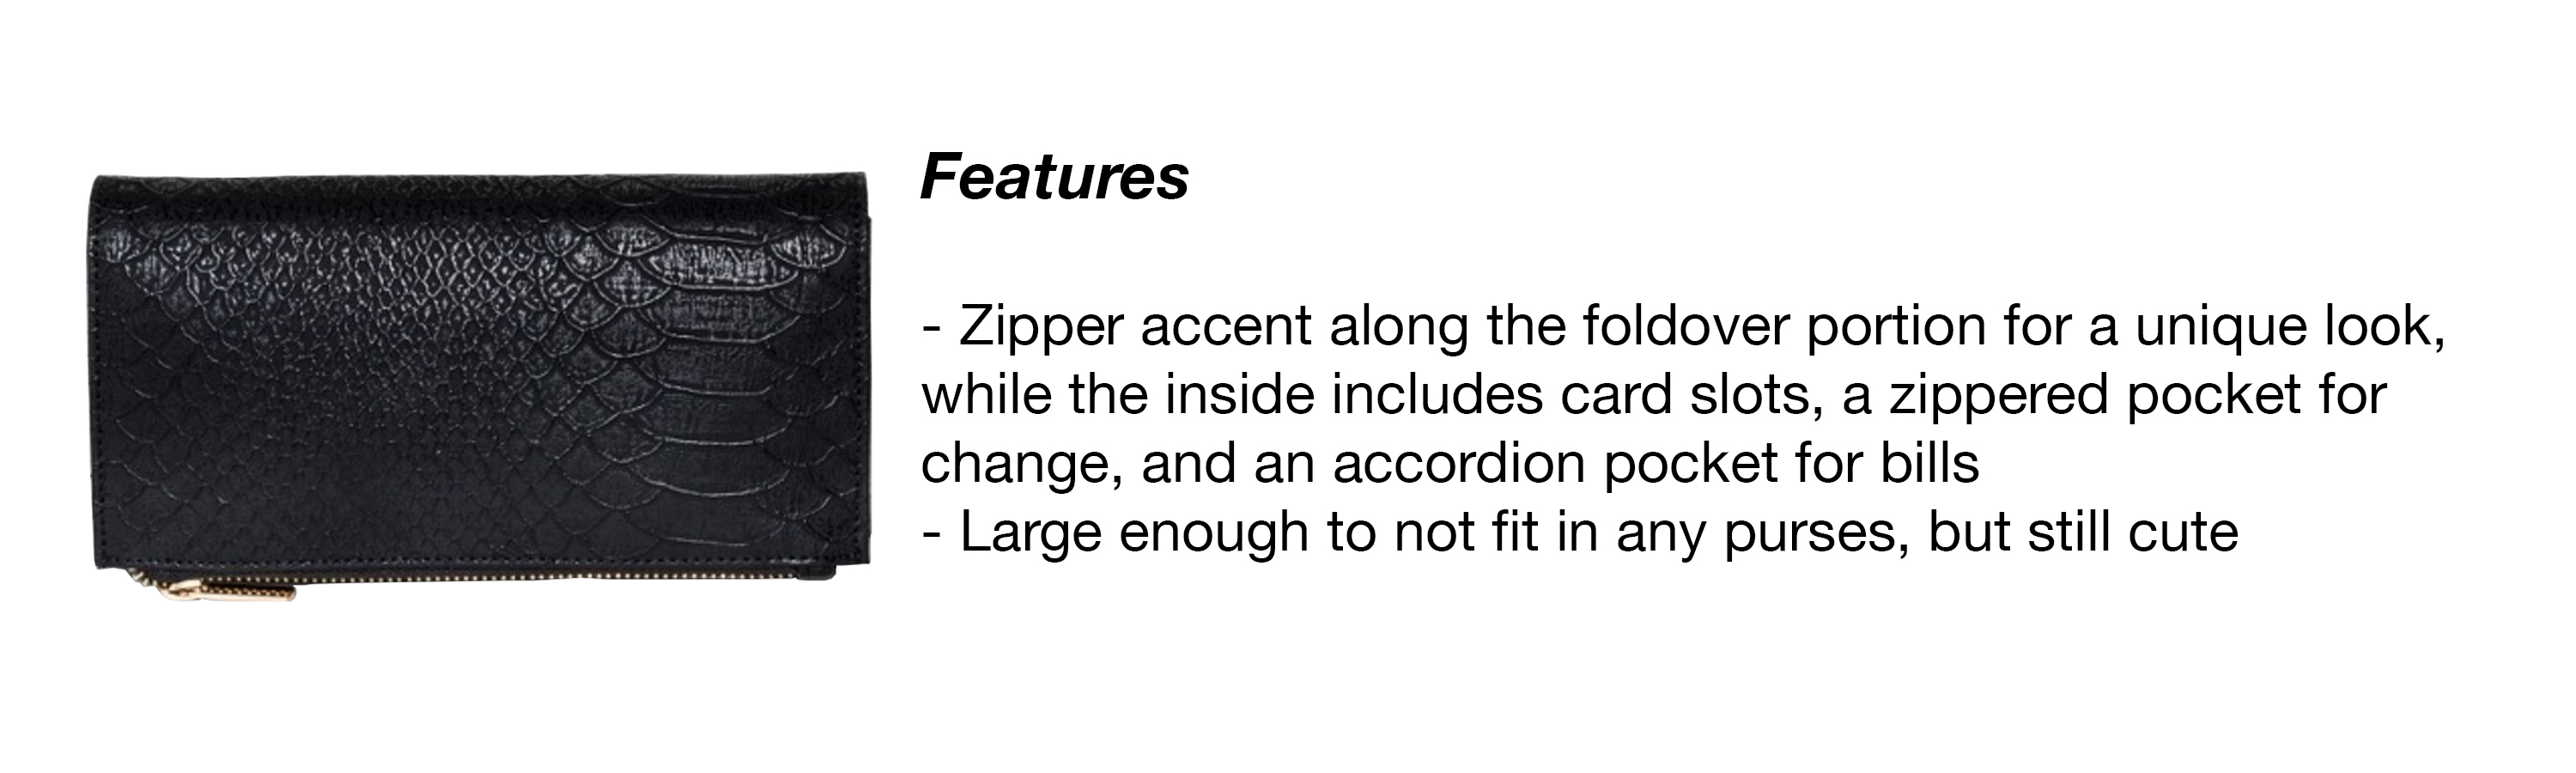 Features
- Zipper accent along the foldover portion for a unique look,
while the inside includes card slots, a zippered pocket for
change, and an accordion pocket for bills
- Large enough to not fit in any purses, but still cute